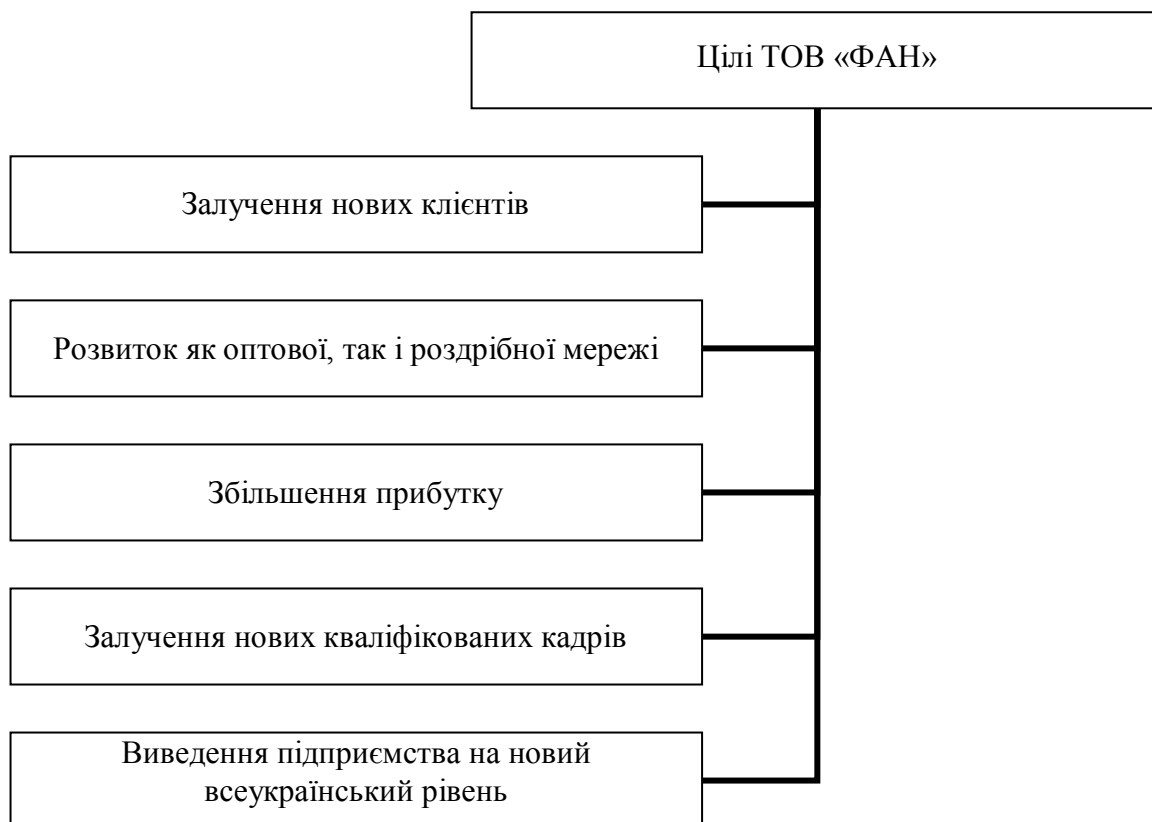 Цілі ТОВ «ФАН»
Залучення нових клієнтів
Розвиток як оптової, так і роздрібної мережі
Збільшення прибутку
Залучення нових кваліфікованих кадрів
Виведення підприємства на новий
всеукраїнський рівень